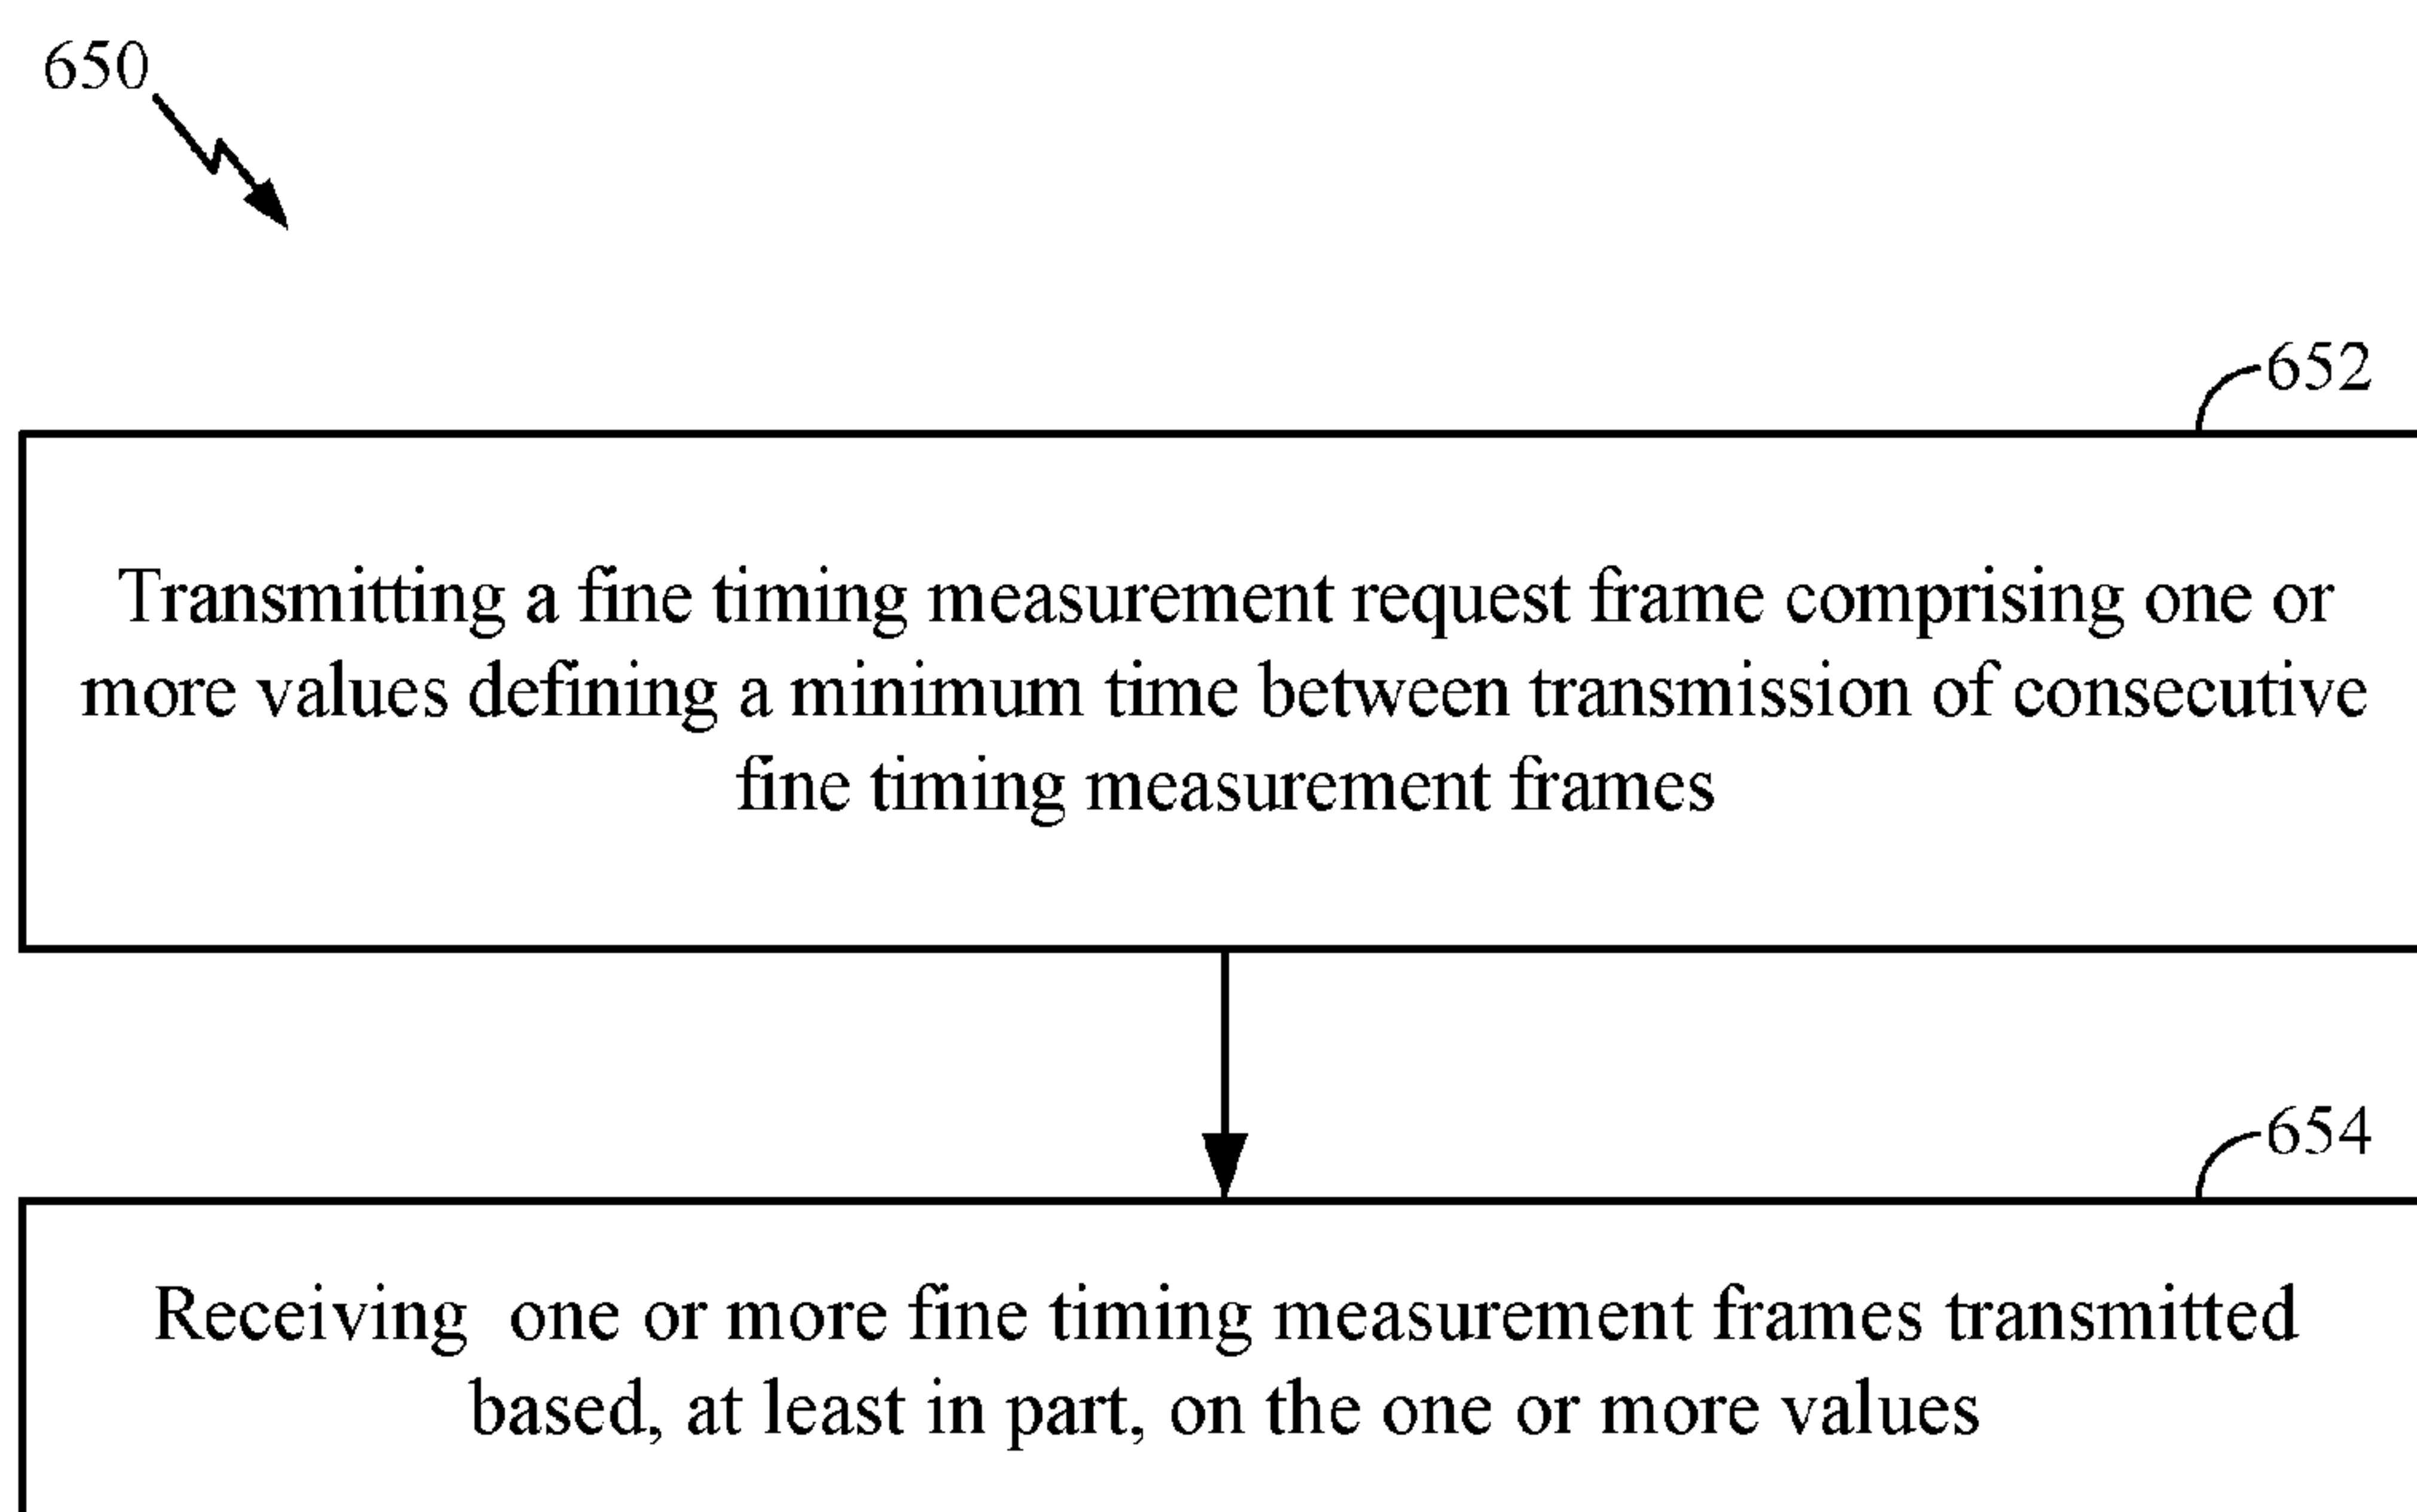 650
652
Transmitting a fine timing measurement request frame comprising one or
more values defining a minimum time between transmission of consecutive
fine timing measurement frames
654
Receiving one or more fine timing measurement frames transmitted
based, at least in part, on the one or more values